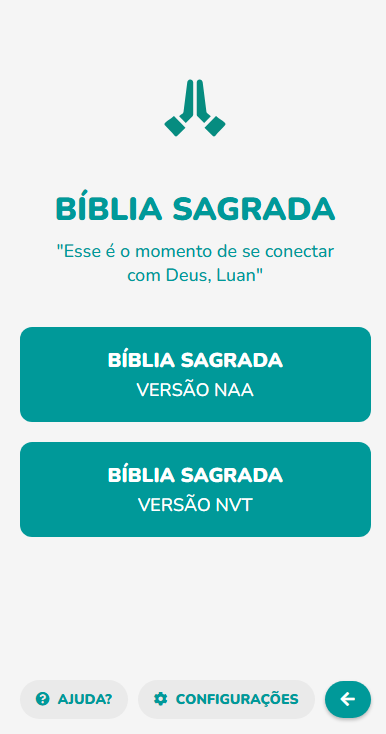 BÍBLIA SAGRADA
"Esse é o momento de se conectar
com Deus, Luan"
BÍBLIA SAGRADA
VERSÃO NAA
BÍBLIA SAGRADA
VERSÃO NVT
AJUDA? CONFIGURAÇÕES